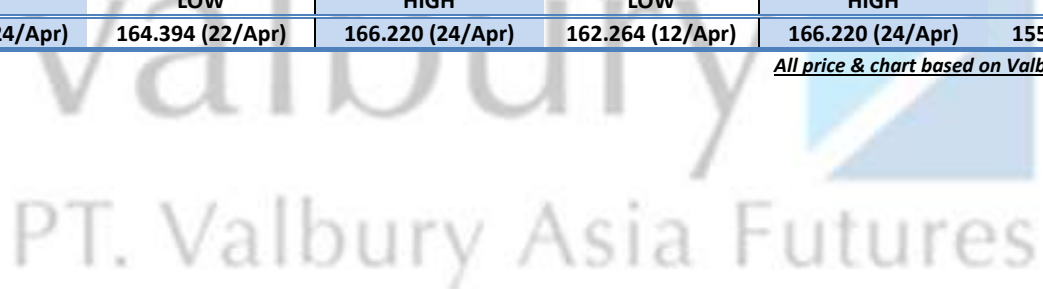 LOW HIGH LOW HIGH
24/Apr) 164.394 (22/Apr) 166.220 (24/Apr) 162.264 (12/Apr) 166.220 (24/Apr) 155
All price & chart based on Valb
Valbury
PT. Valbury Asia Futures